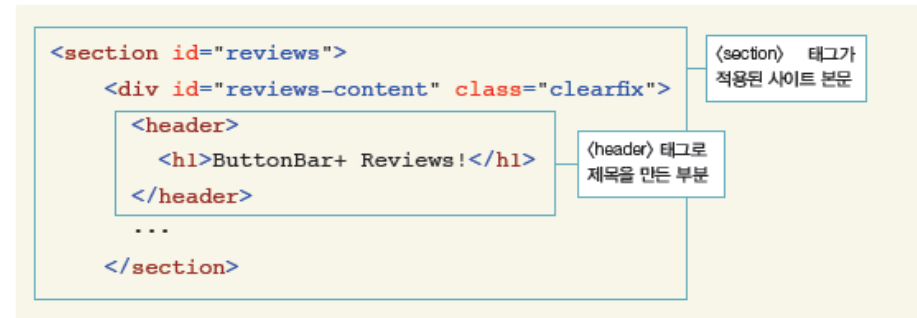 <section id="reviews">
<div id="reviews-content" class="clearfix">
<header>
<h1>ButtonBar+ Reviews!</h1>
</header>
...
</section>
〈section〉 태그가
적용된 사이트 본문
〈header〉 태그로
제목을 만든 부분